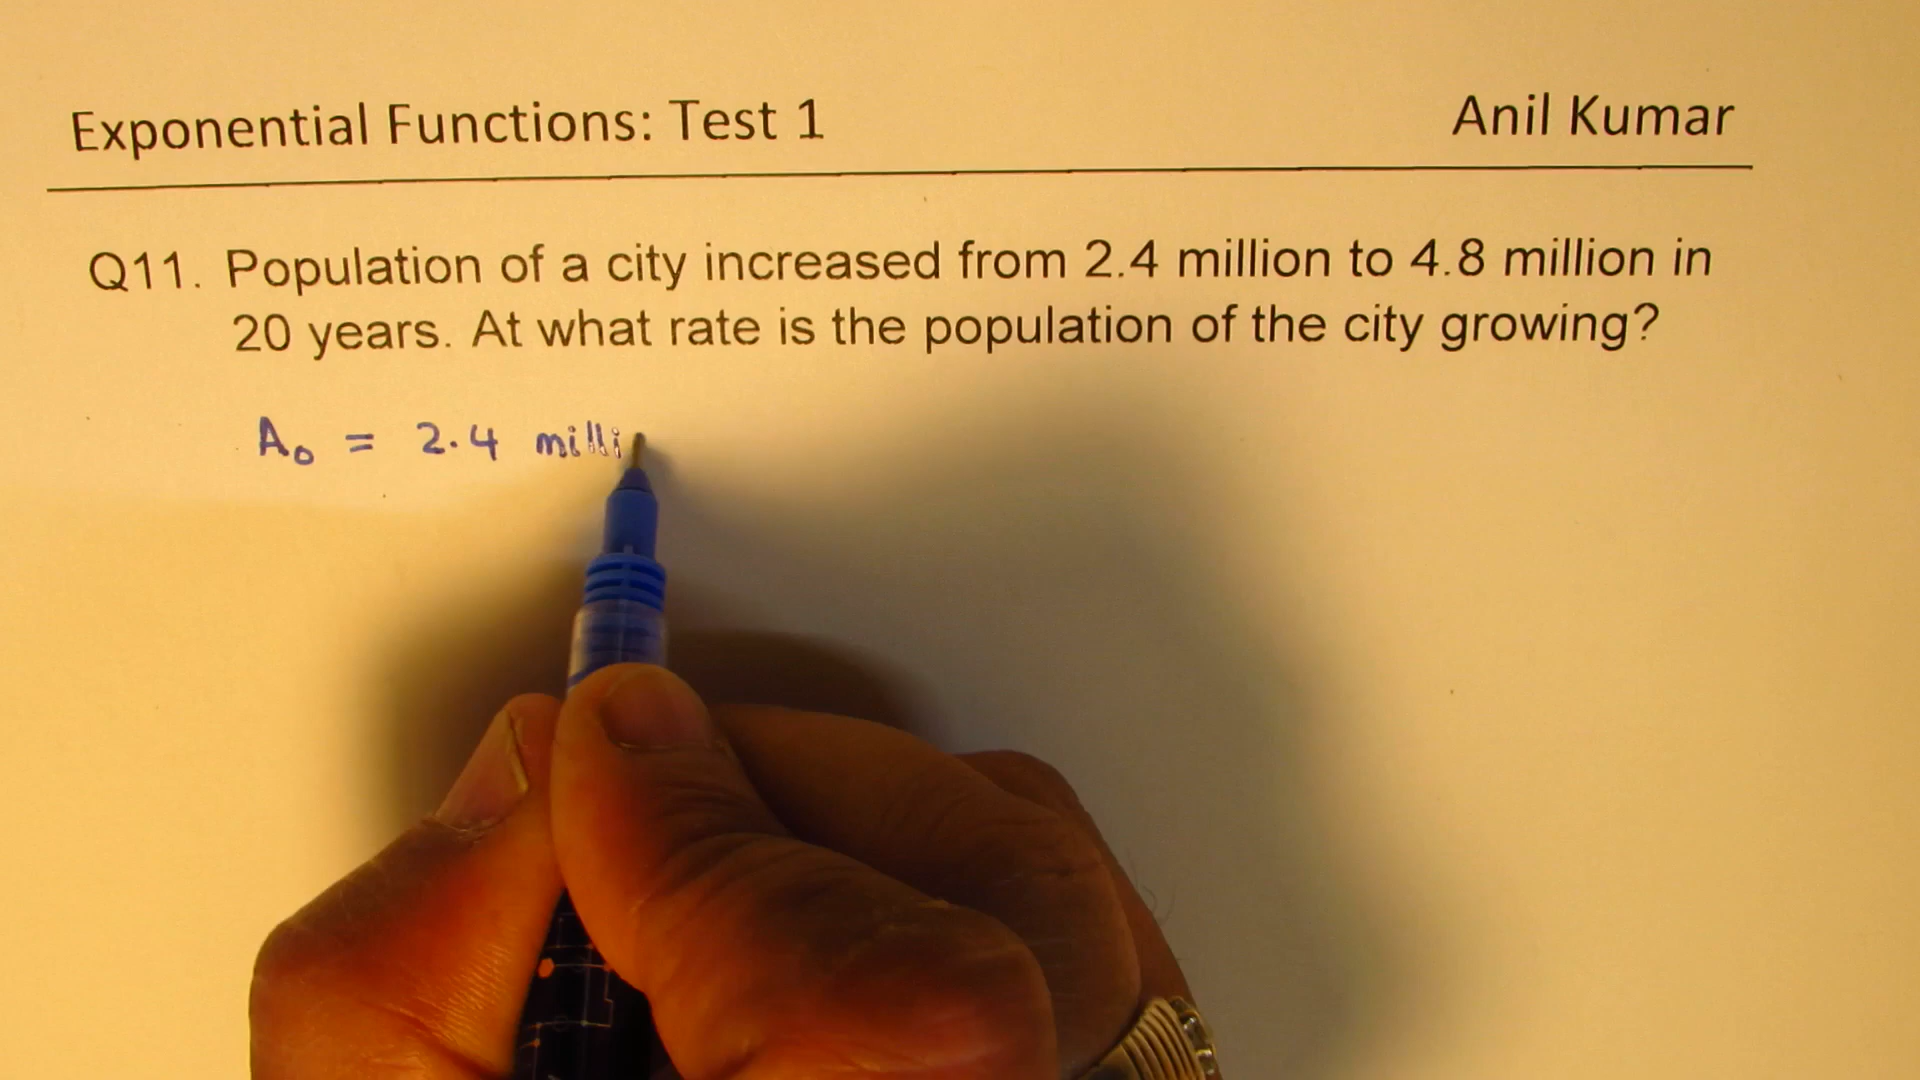 Exponential Functions: Test 1 Anil Kumar
Q11. Population of a city increased from 2.4 million to 4.8 million in
20 years. At what rate is the population of the city growing?
A₀ = 2.4 milli